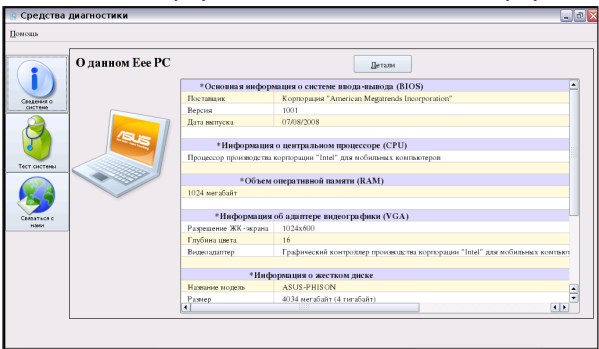 Средства диагностики
Помощь
Сведения о системе
Тест системы
Связаться с нами
О данном Eee PC
Детали
ASUS
*Основная информация о системе ввода-вывода (BIOS)
Поставщик Корпорация "American Megatrends Incorporation"
Версия 1001
Дата выпуска 07/08/2008
*Информация о центральном процессоре (CPU)
Процессор производства корпорации "Intel" для мобильных компьютеров
*Объем оперативной памяти (RAM)
1024 мегабайт
*Информация об адаптере видеографики (VGA)
Разрешение ЖК-экрана 1024x600
Глубина цвета 16
Видеоадаптер Графический контроллер производства корпорации "Intel" для мобильных компьют
*Информация о жестком диске
Название модель ASUS-PHISON
Размер 4034 мегабайт (4 гигабайт)